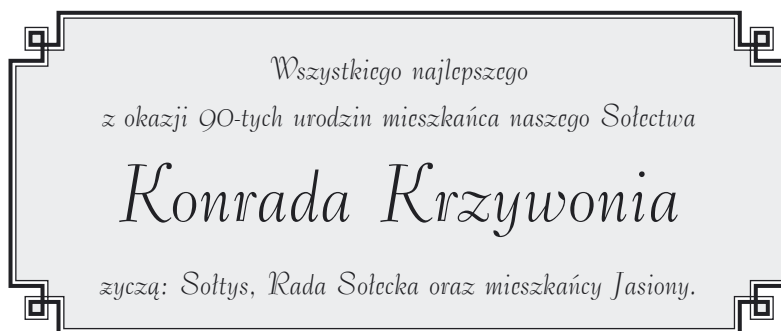 Wszystkiego najlepszego
z okazji 90-tych urodzin mieszkańca naszego Sołectwa
Konrada Krzywonia
zyczą: Sołtys, Rada Sołecka oraz mieszkańcy Jasiony.